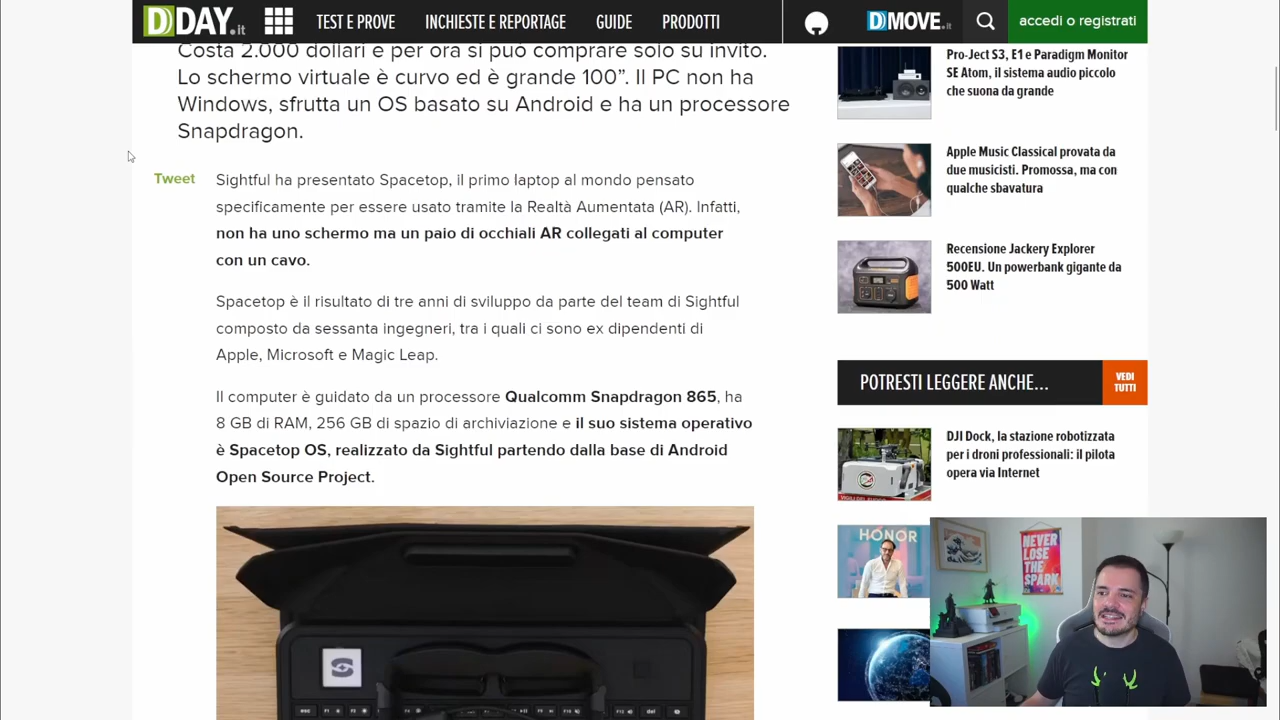 DDAY.it
TEST E PROVE
INCHIESTE E REPORTAGE
GUIDE
PRODOTTI
DMOVE.it
accedi o registrati
Costa 2.000 dollari e per ora si può comprare solo su invito.
Lo schermo virtuale è curvo ed è grande 100”. Il PC non ha
Windows, sfrutta un OS basato su Android e ha un processore
Snapdragon.
Tweet
Sightful ha presentato Spacetop, il primo laptop al mondo pensato
specificamente per essere usato tramite la Realtà Aumentata (AR). Infatti,
non ha uno schermo ma un paio di occhiali AR collegati al computer
con un cavo.
Spacetop è il risultato di tre anni di sviluppo da parte del team di Sightful
composto da sessanta ingegneri, tra i quali ci sono ex dipendenti di
Apple, Microsoft e Magic Leap.
Il computer è guidato da un processore Qualcomm Snapdragon 865, ha
8 GB di RAM, 256 GB di spazio di archiviazione e il suo sistema operativo
è Spacetop OS, realizzato da Sightful partendo dalla base di Android
Open Source Project.
Pro-Ject S3, E1 e Paradigm Monitor
SE Atom, il sistema audio piccolo
che suona da grande
Apple Music Classical provata da
due musicisti. Promossa, ma con
qualche sbavatura
Recensione Jackery Explorer
500EU. Un powerbank gigante da
500 Watt
POTRESTI LEGGERE ANCHE...
VEDI
TUTTI
DJI Dock, la stazione robotizzata
per i droni professionali: il pilota
opera via Internet
HONOR
NEVER
LOSE
THE
SPARK